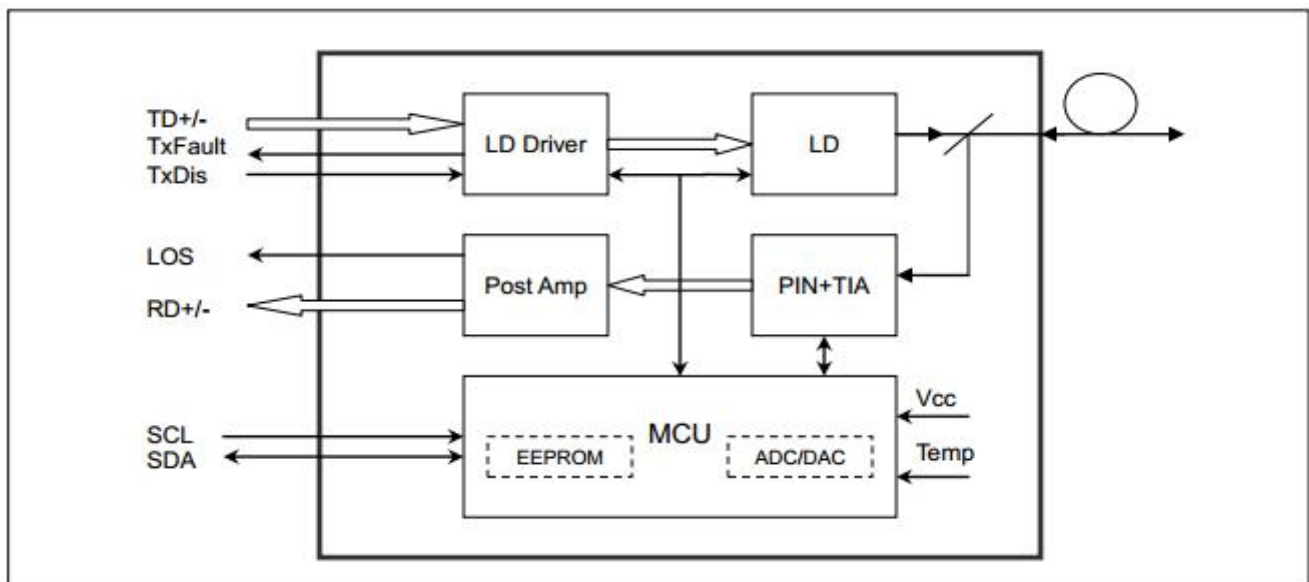 TD+/-
TxFault
TxDis
LD Driver
LD
LOS
RD+/-
Post Amp
PIN+TIA
SCL
SDA
MCU
EEPROM
ADC/DAC
Vcc
Temp